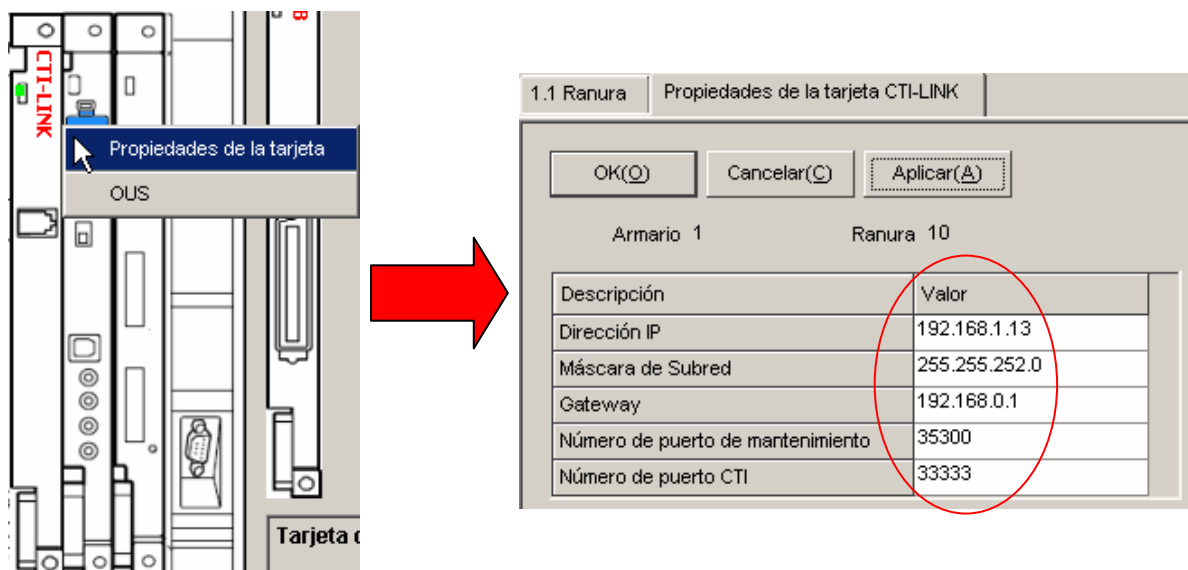 B
CTI-LINK
Propiedades de la tarjeta
OUS
Tarjeta
1.1 Ranura
Propiedades de la tarjeta CTI-LINK
OK(O)
Cancelar(C)
Aplicar(A)
Armario 1
Ranura 10
Descripción Valor
Dirección IP 192.168.1.13
Máscara de Subred 255.255.252.0
Gateway 192.168.0.1
Número de puerto de mantenimiento 35300
Número de puerto CTI 33333